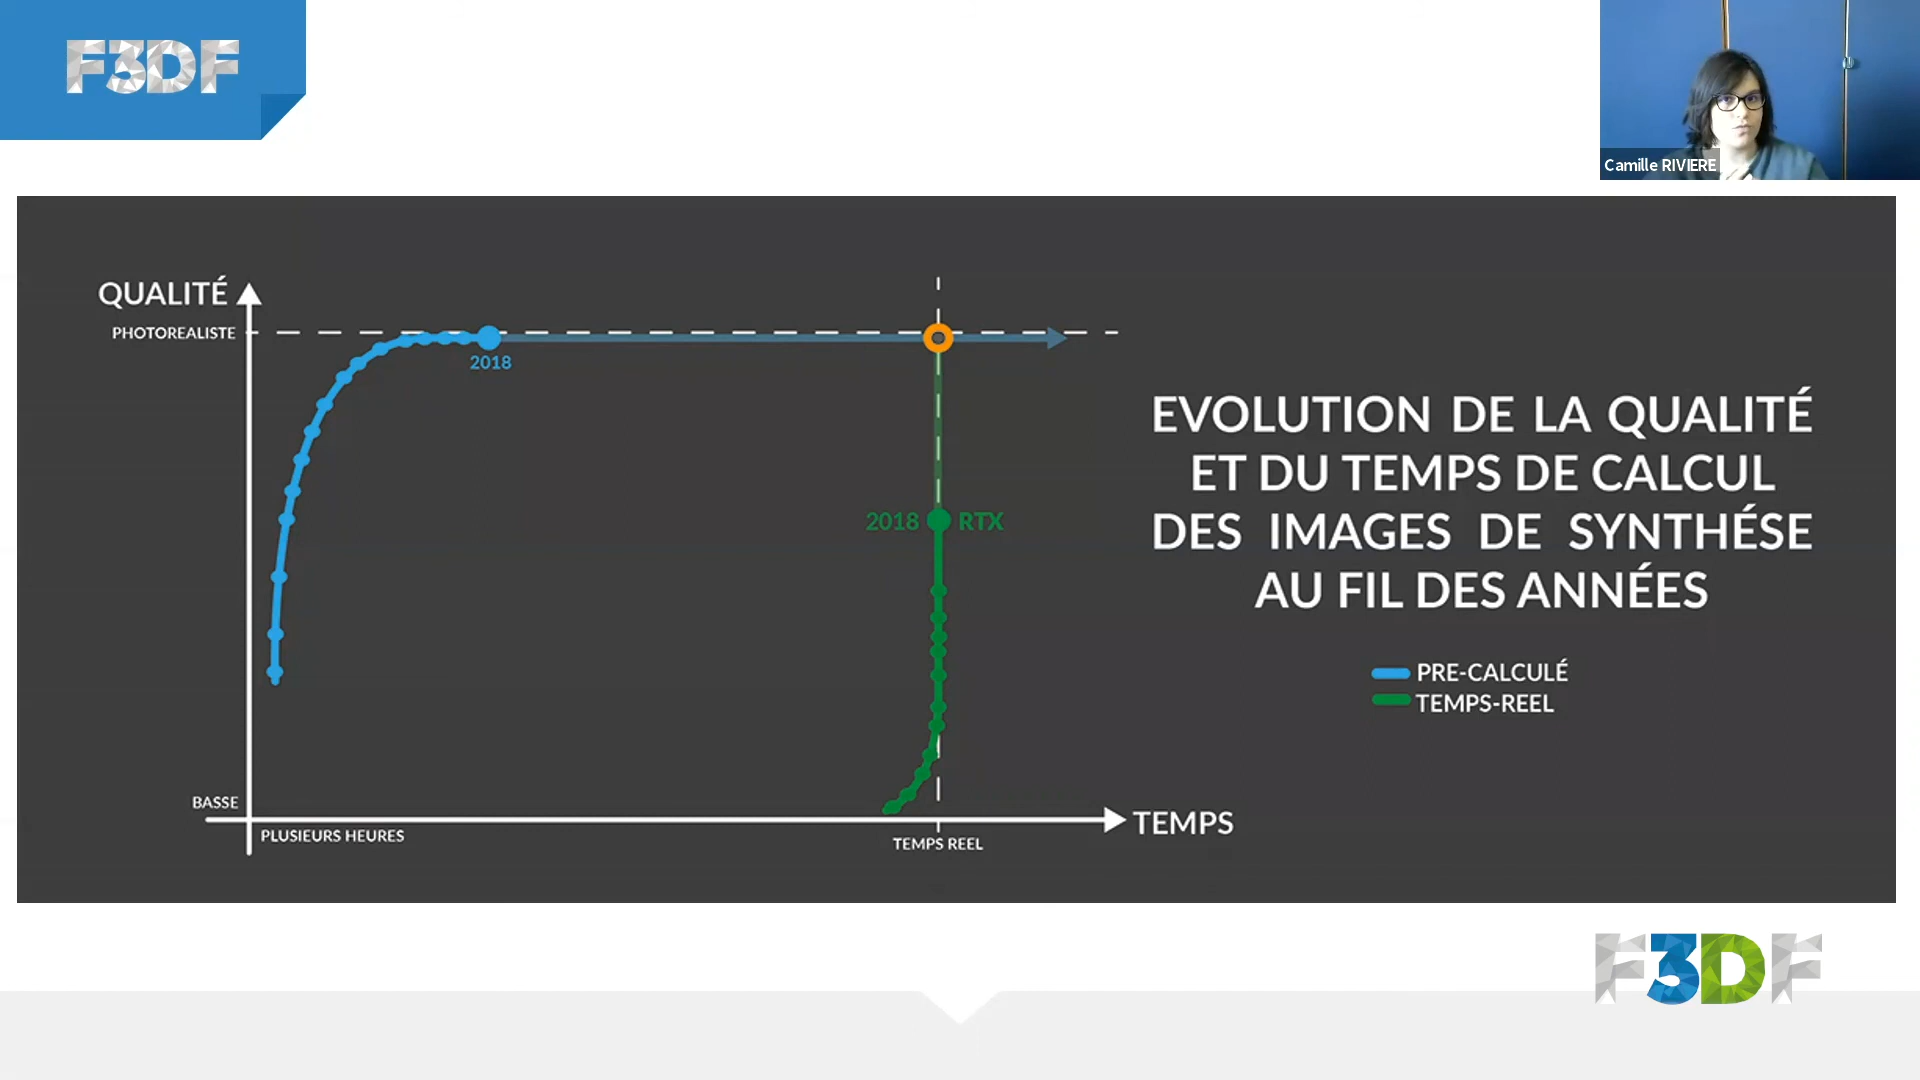 F3DF
Camille RIVIERE
QUALITÉ
PHOTOREALISTE
2018
2018 RTX
BASSE
PLUSIEURS HEURES
TEMPS REEL
TEMPS
EVOLUTION DE LA QUALITÉ
ET DU TEMPS DE CALCUL
DES IMAGES DE SYNTHÉSE
AU FIL DES ANNÉES
PRE-CALCULÉ
TEMPS-REEL
F3DF